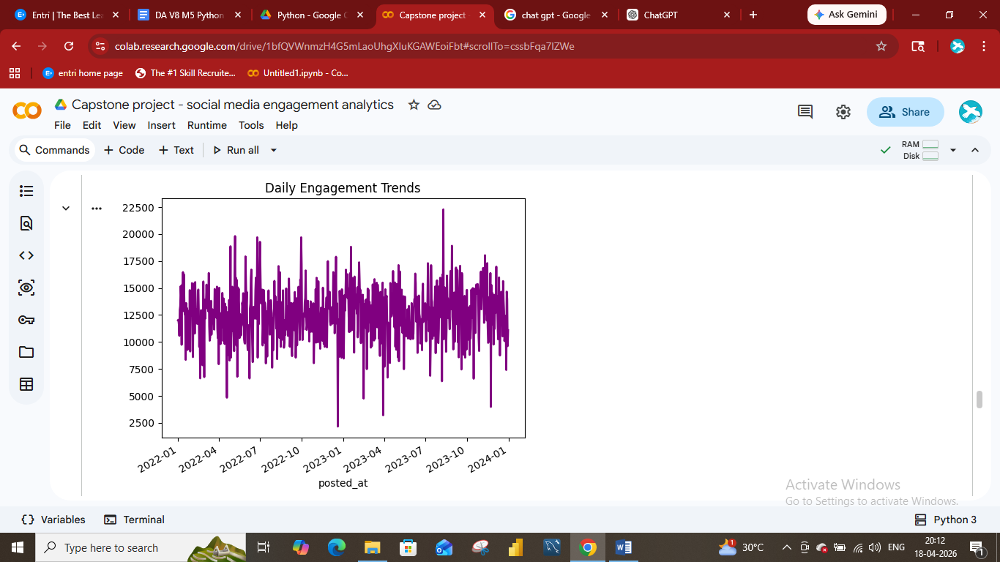 Entri | The Best Lea
DA V8 M5 Python
Python - Google C
Capstone project -
chat gpt - Google
ChatGPT
Ask Gemini
colab.research.google.com/drive/1bfQVWnmzH4G5mLaoUhgXluKGAWEoiFbt#scrollTo=cssbFqa7lZWe
entri home page
The #1 Skill Recruite...
Untitled1.ipynb - Co...
Capstone project - social media engagement analytics
File Edit View Insert Runtime Tools Help
Share
Commands + Code + Text Run all
RAM
Disk
Daily Engagement Trends
22500
20000
17500
15000
12500
10000
7500
5000
2500
2022-01
2022-04
2022-07
2022-10
2023-01
2023-04
2023-07
2023-10
2024-01
posted_at
Activate Windows
Go to Settings to activate Windows.
Variables
Terminal
Python 3
Type here to search
1
30°C
ENG
20:12
18-04-2026
1